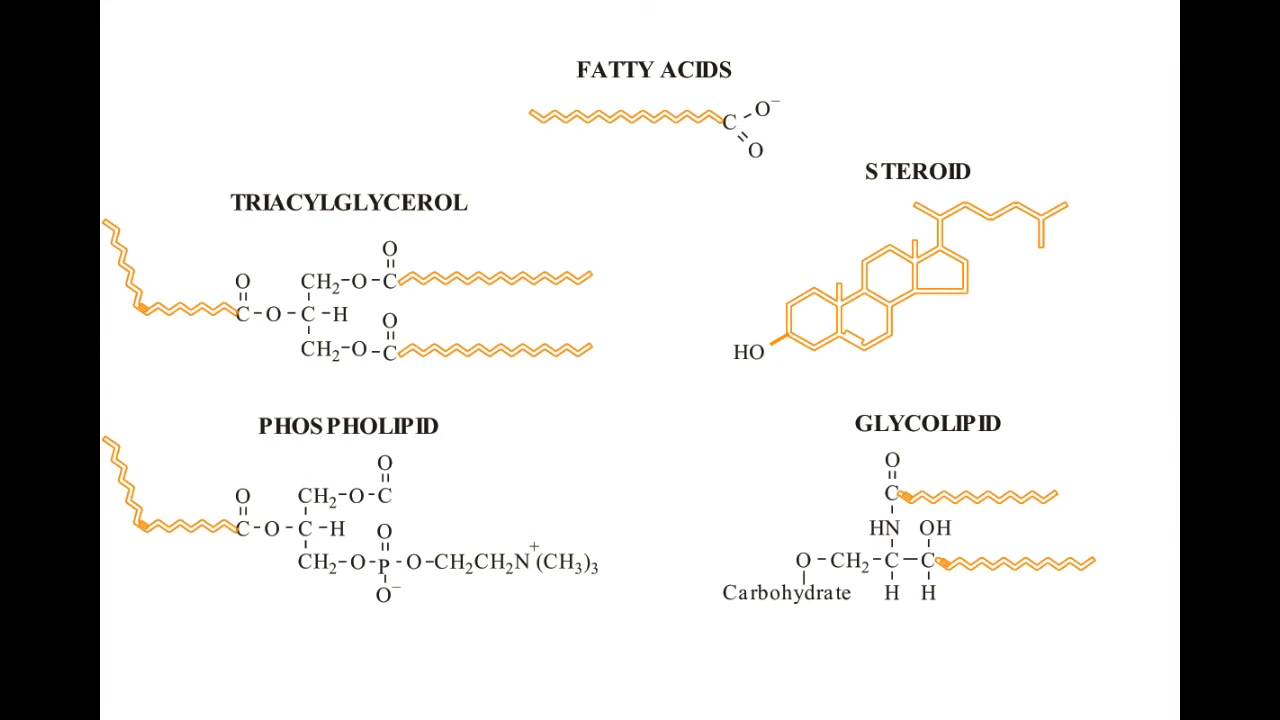 FATTY ACIDS
C O⁻
O
STEROID
HO
TRIACYLGLYCEROL
O
O CH₂-O-C
C-O-C-H O
CH₂-O-C
PHOSPHOLIPID
O
O CH₂-O-C
C-O-C-H O
CH₂-O-P-O-CH₂CH₂N⁺(CH₃)₃
O⁻
GLYCOLIPID
O
C
HN OH
O-CH₂-C-C
Carbohydrate H H